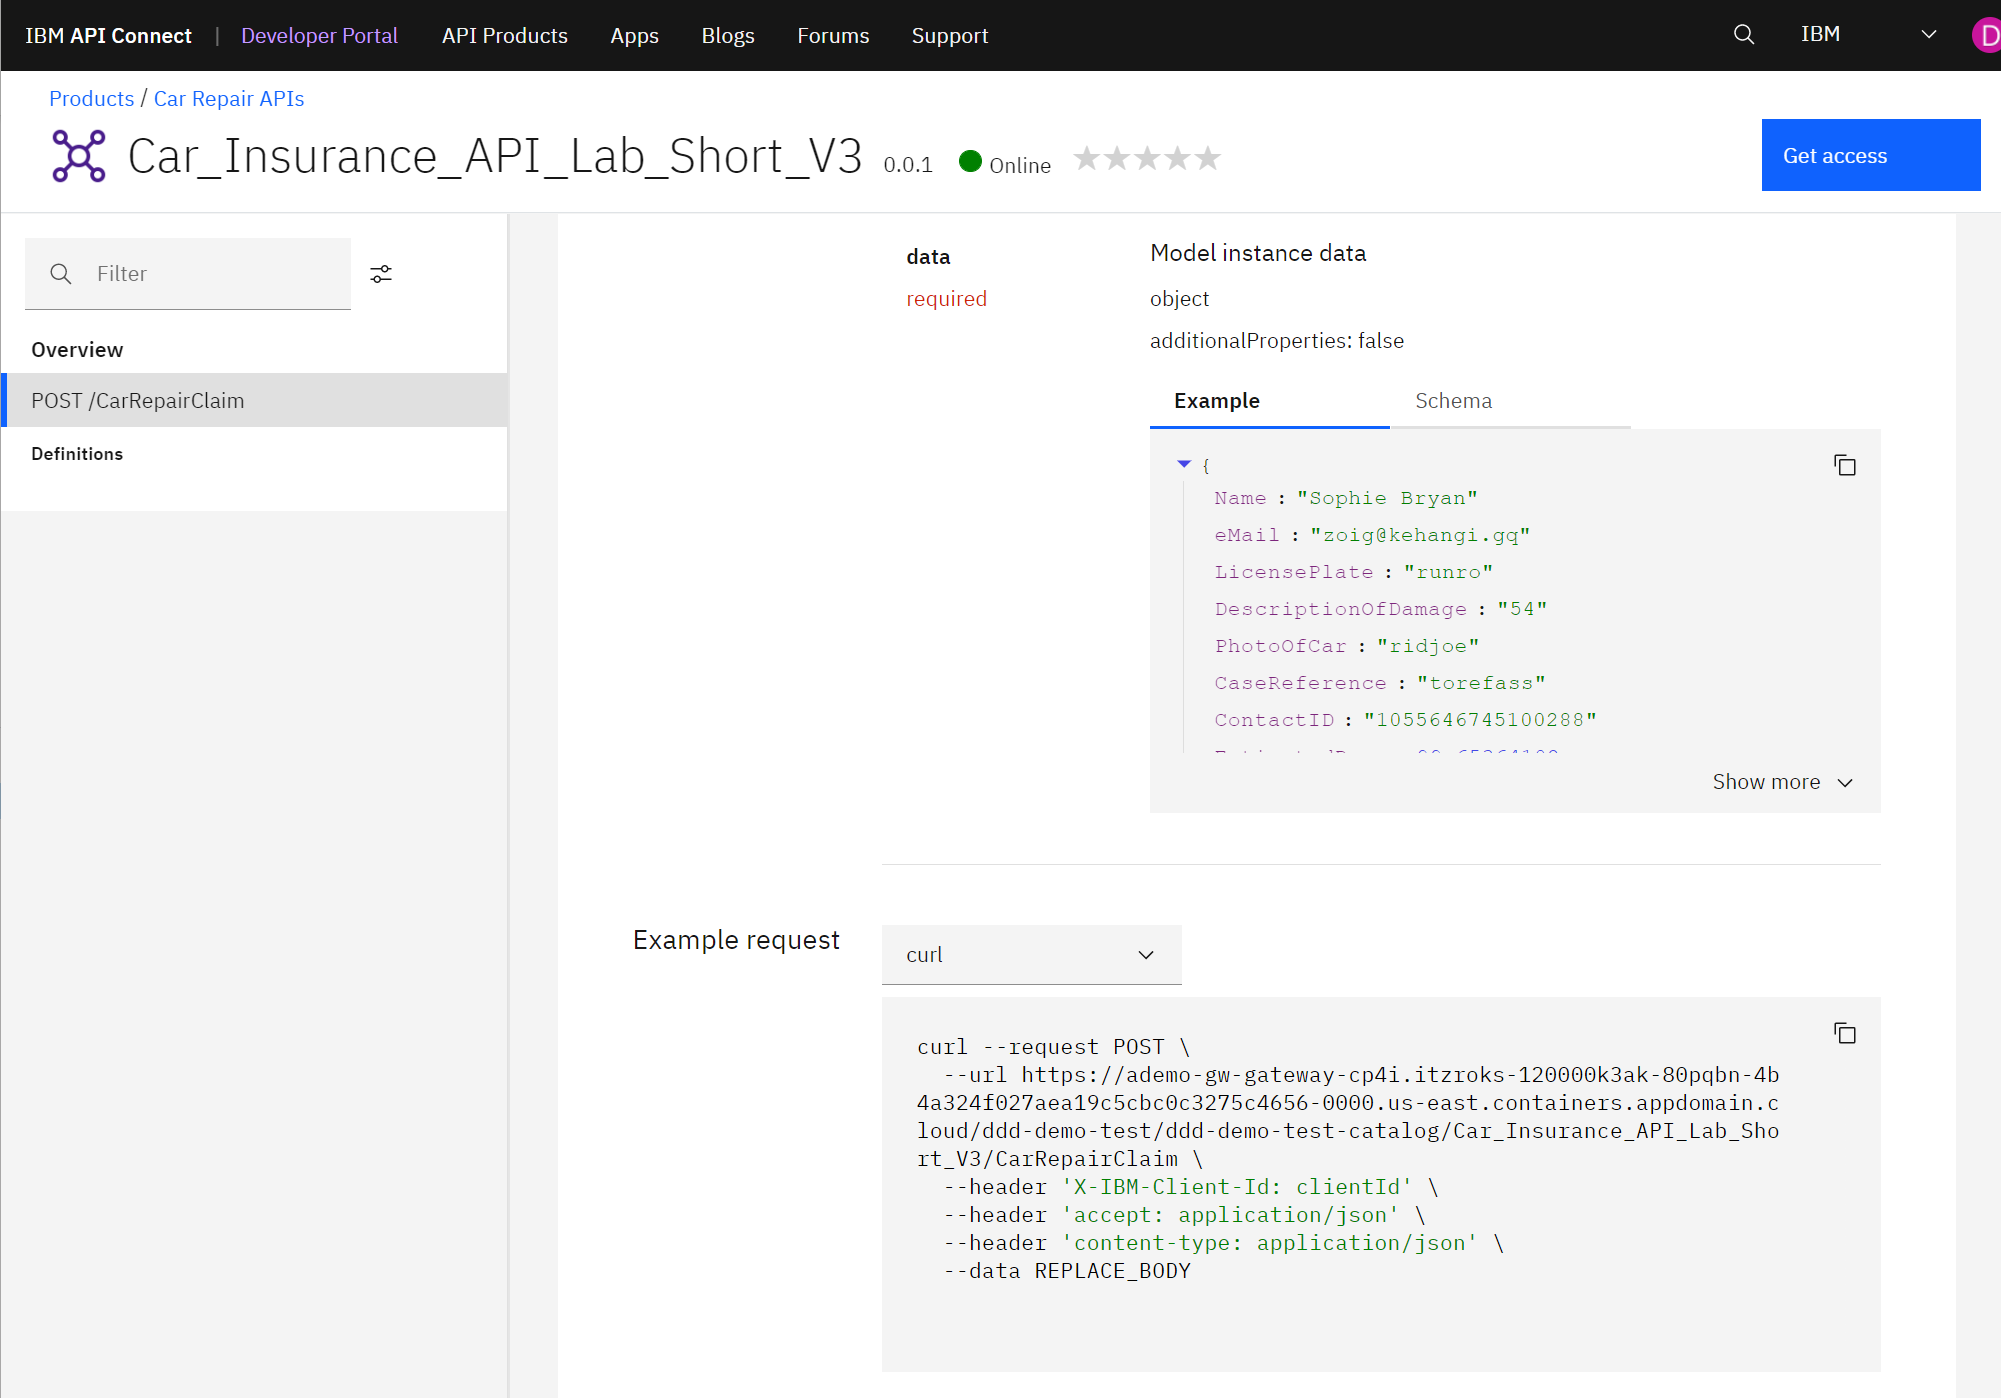 IBM API Connect | Developer Portal API Products Apps Blogs Forums Support IBM D
Products / Car Repair APIs
Car_Insurance_API_Lab_Short_V3 0.0.1 Online
Get access
Filter
Overview
POST /CarRepairClaim
Definitions
data
required
Model instance data
object
additionalProperties: false
Example Schema
{
Name : "Sophie Bryan"
eMail : "zoig@kehangi.gq"
LicensePlate : "runro"
DescriptionOfDamage : "54"
PhotoOfCar : "ridjoe"
CaseReference : "torefass"
ContactID : "1055646745100288"
Show more
Example request
curl
curl --request POST \
--url https://ademo-gw-gateway-cp4i.itzroks-120000k3ak-80pqbn-4b
4a324f027aea19c5cbc0c3275c4656-0000.us-east.containers.appdomain.c
loud/ddd-demo-test/ddd-demo-test-catalog/Car_Insurance_API_Lab_Sho
rt_V3/CarRepairClaim \
--header 'X-IBM-Client-Id: clientId' \
--header 'accept: application/json' \
--header 'content-type: application/json' \
--data REPLACE_BODY